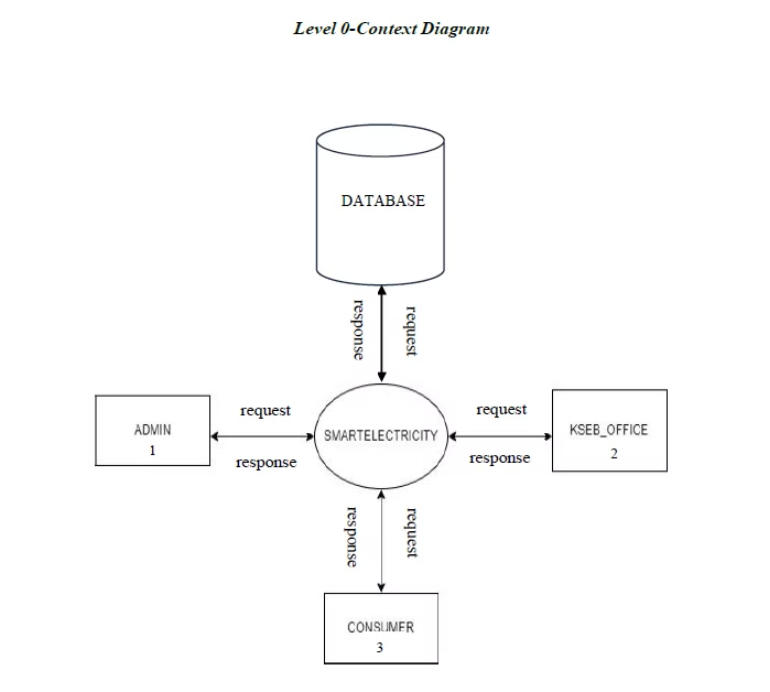 Level 0-Context Diagram
DATABASE
response
request
ADMIN
1
request
response
SMARTELECTRICITY
request
response
KSEB_OFFICE
2
response
request
CONSUMER
3